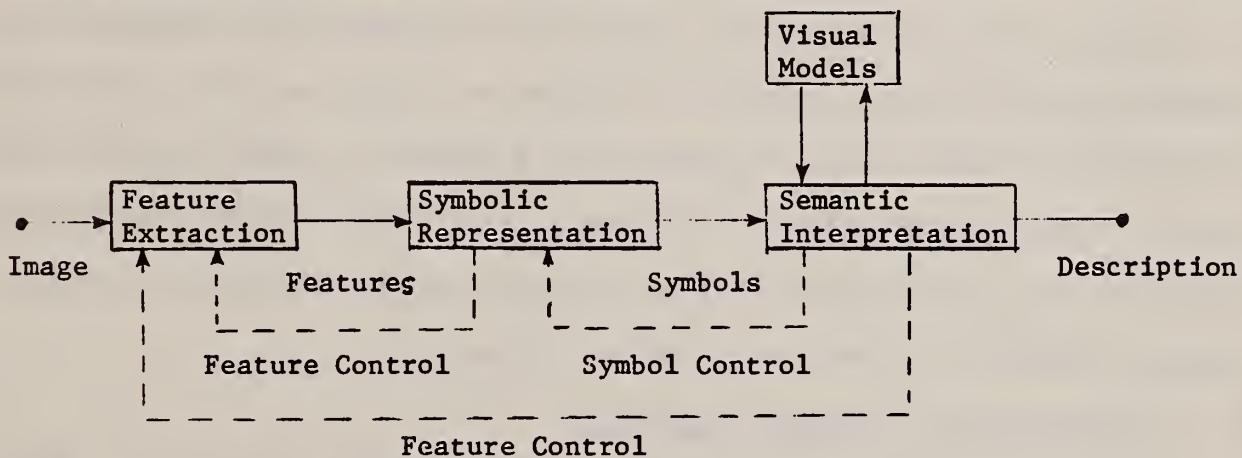 Visual
Models
Feature
Extraction
Symbolic
Representation
Semantic
Interpretation
Image
Features
Symbols
Description
Feature Control
Symbol Control
Feature Control